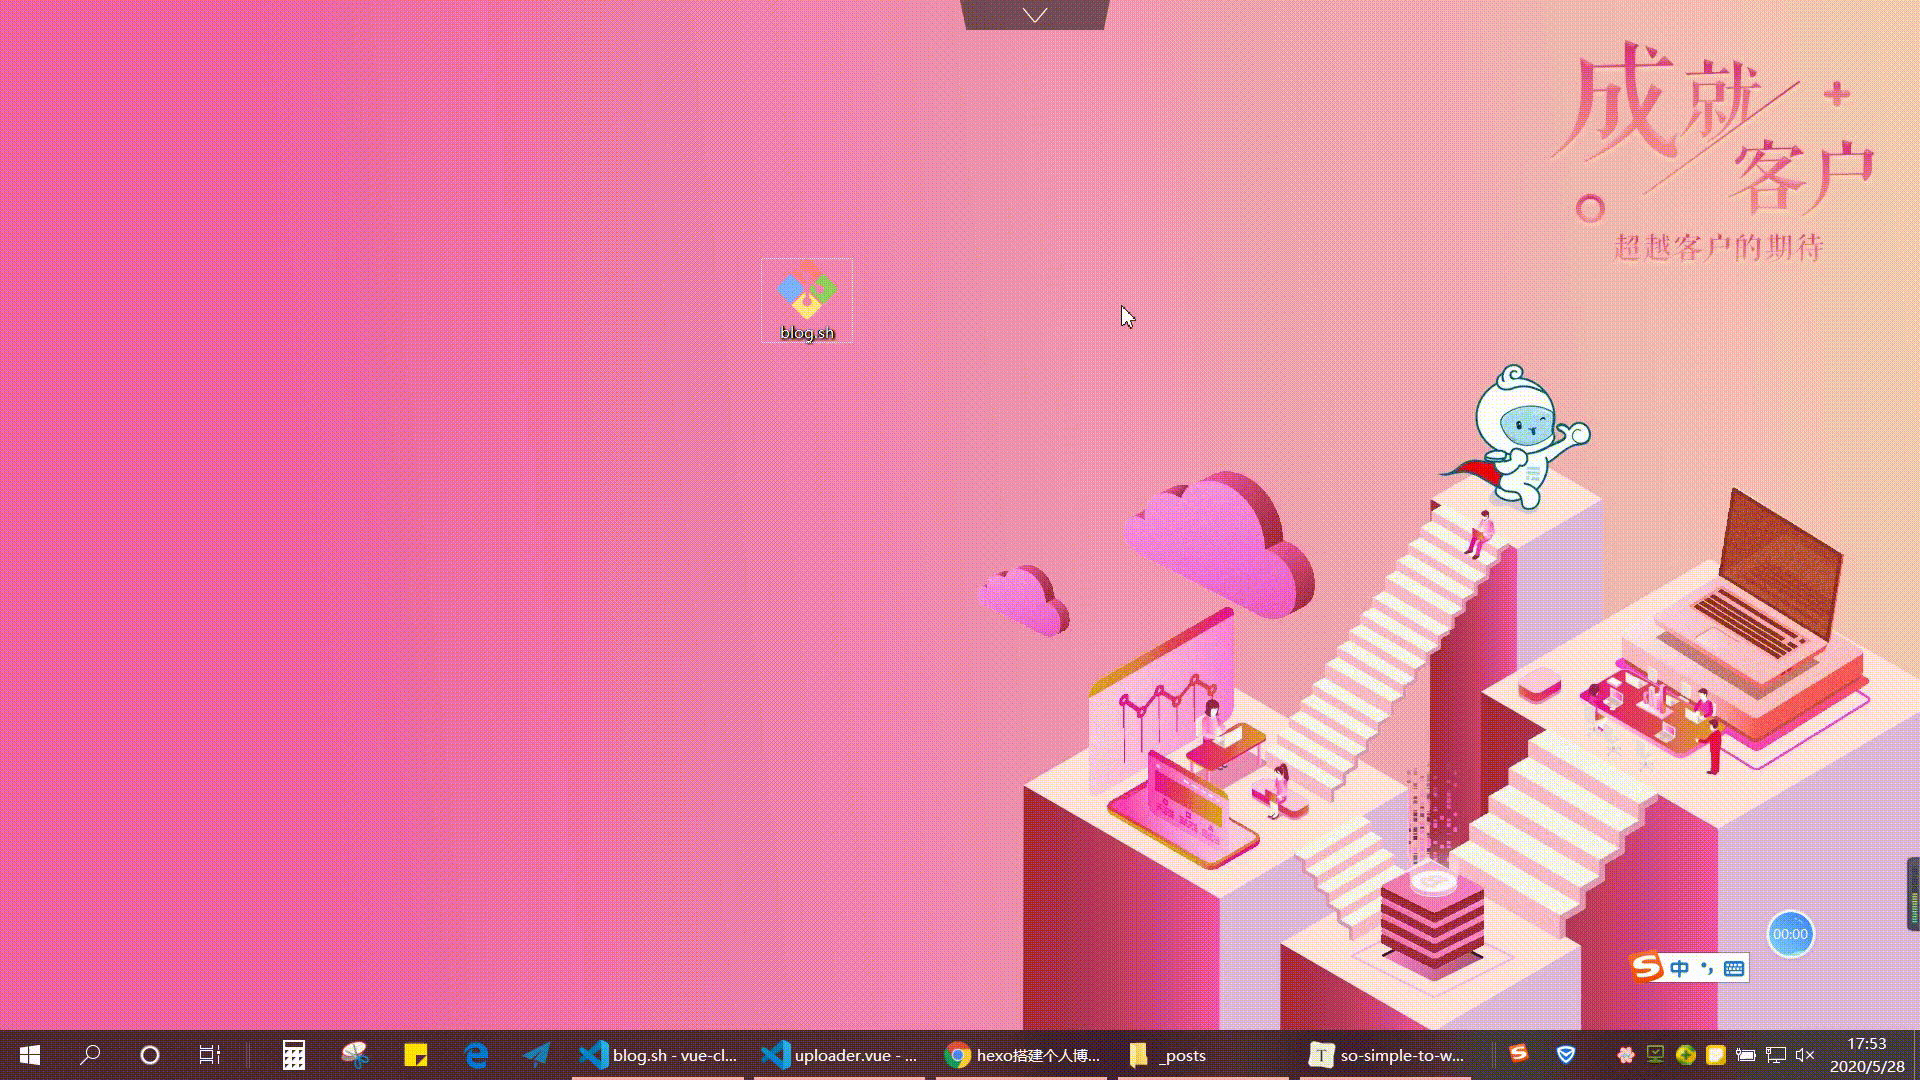 成就
客户
超越客户的期待
blog.sh
00:00
中
blog.sh - vue-cl...
uploader.vue - ...
hexo搭建个人博...
_posts
so-simple-to-w...
17:53
2020/5/28